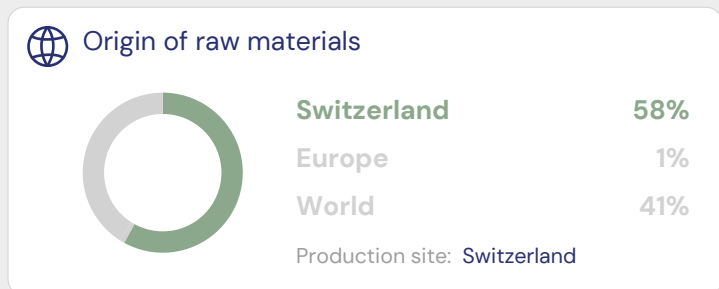 Origin of raw materials
Switzerland 58%
Europe 1%
World 41%
Production site: Switzerland